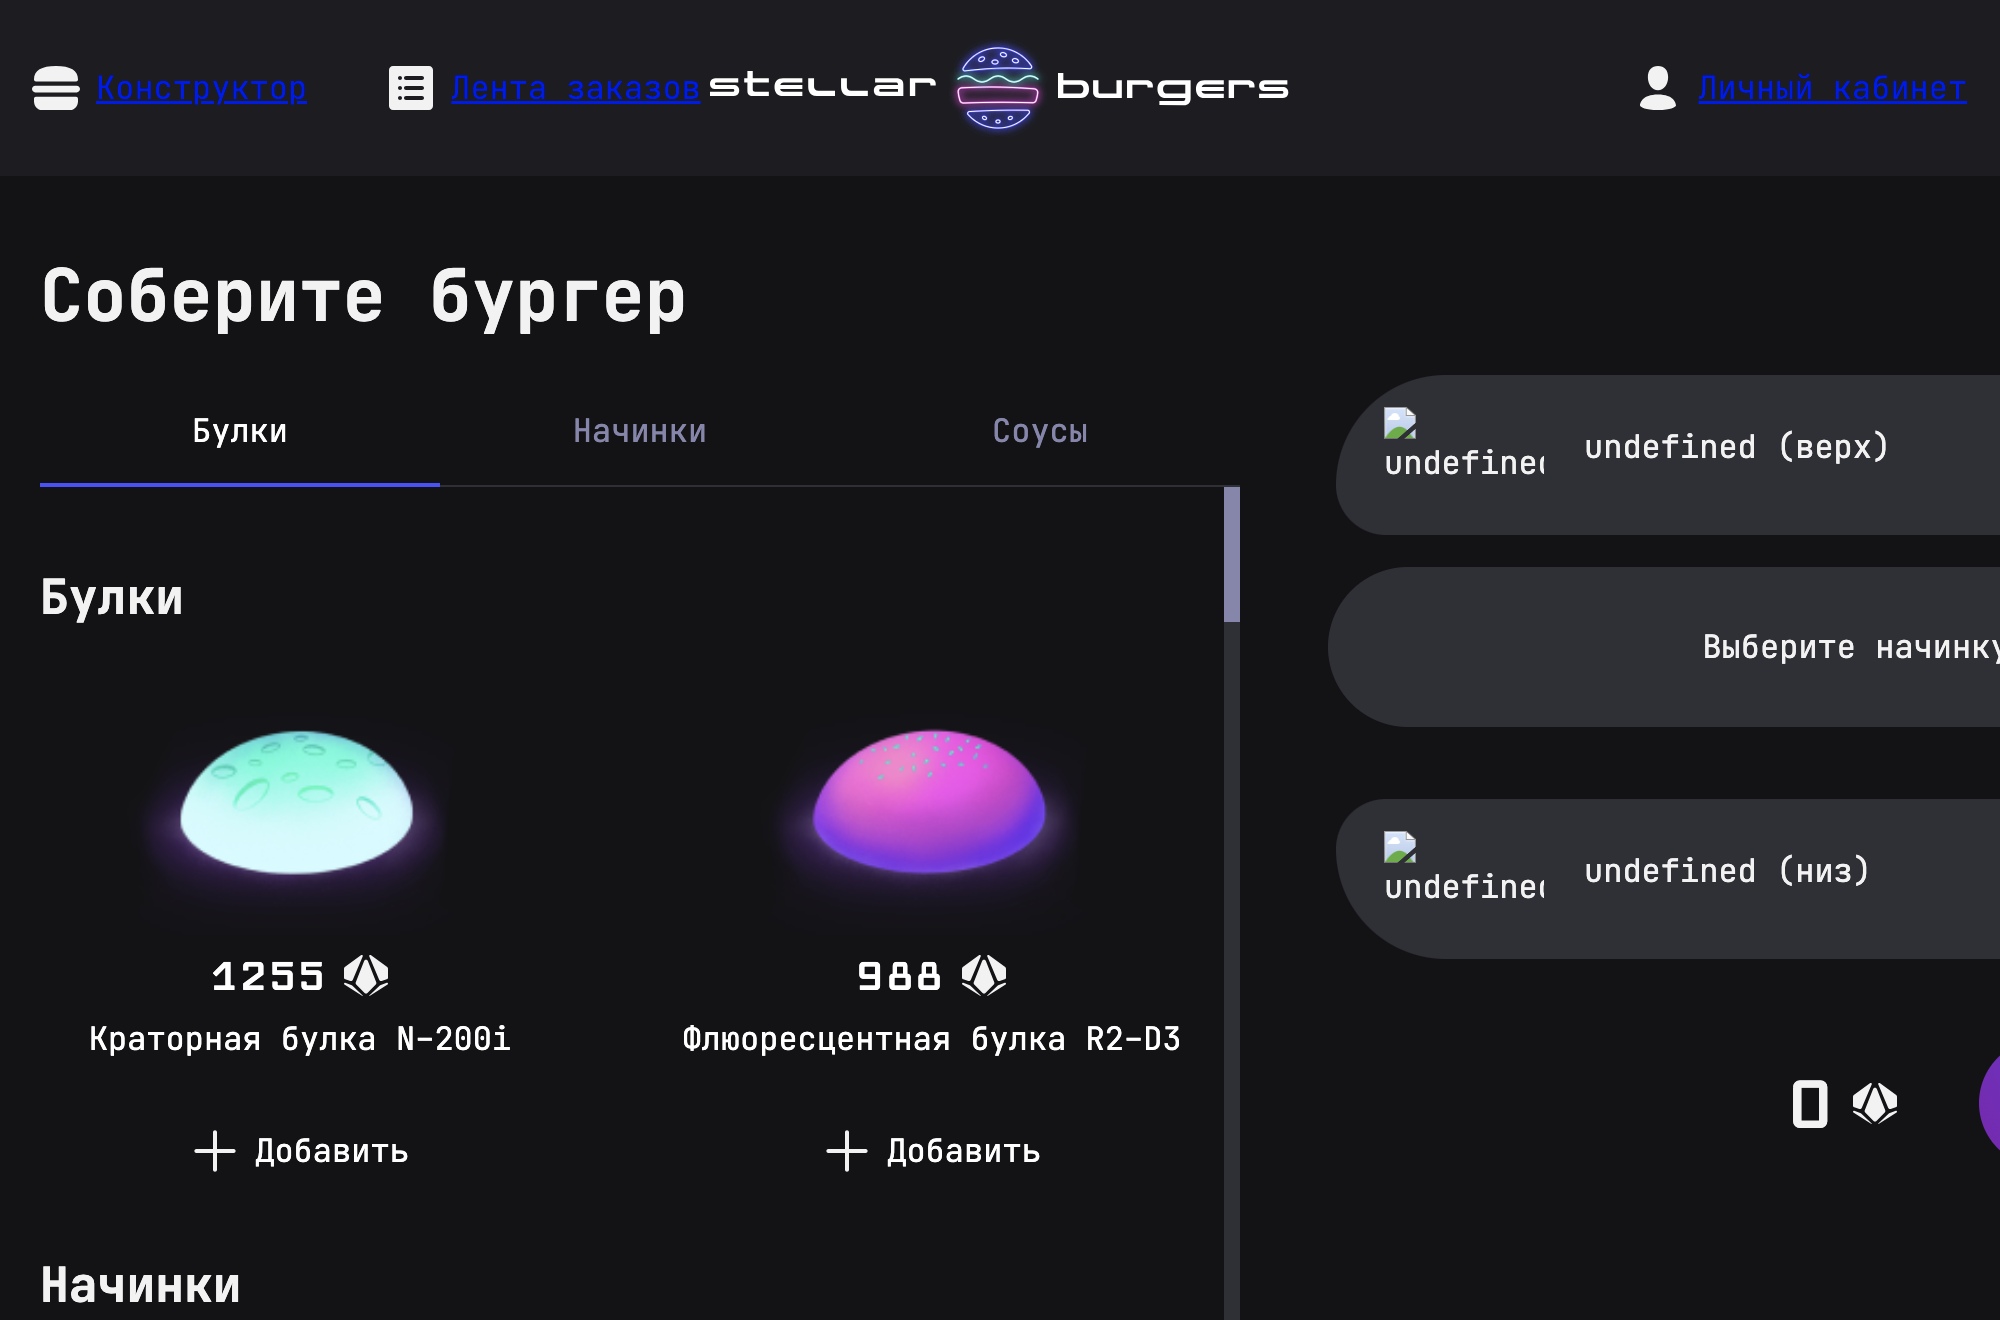 Конструктор
Лента заказов
stellar burgers
Личный кабинет
Соберите бургер
Булки
Начинки
Соусы
Булки
1255
Краторная булка N-200i
Добавить
988
Флюоресцентная булка R2-D3
Добавить
Начинки
undefined
undefined (верх)
Выберите начинку
undefined
undefined (низ)
0